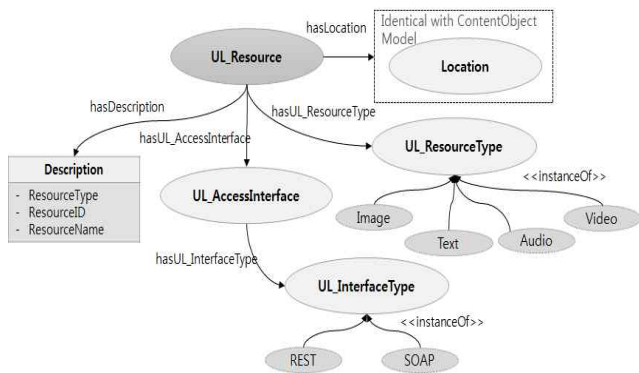 hasLocation
Identical with ContentObject
Model
UL_Resource
Location
hasDescription
hasUL_ResourceType
hasUL_AccessInterface
UL_ResourceType
Description
- ResourceType
- ResourceID
- ResourceName
<<instanceOf>>
UL_AccessInterface
Image
Video
Text
Audio
hasUL_InterfaceType
UL_InterfaceType
<<instanceOf>>
REST
SOAP